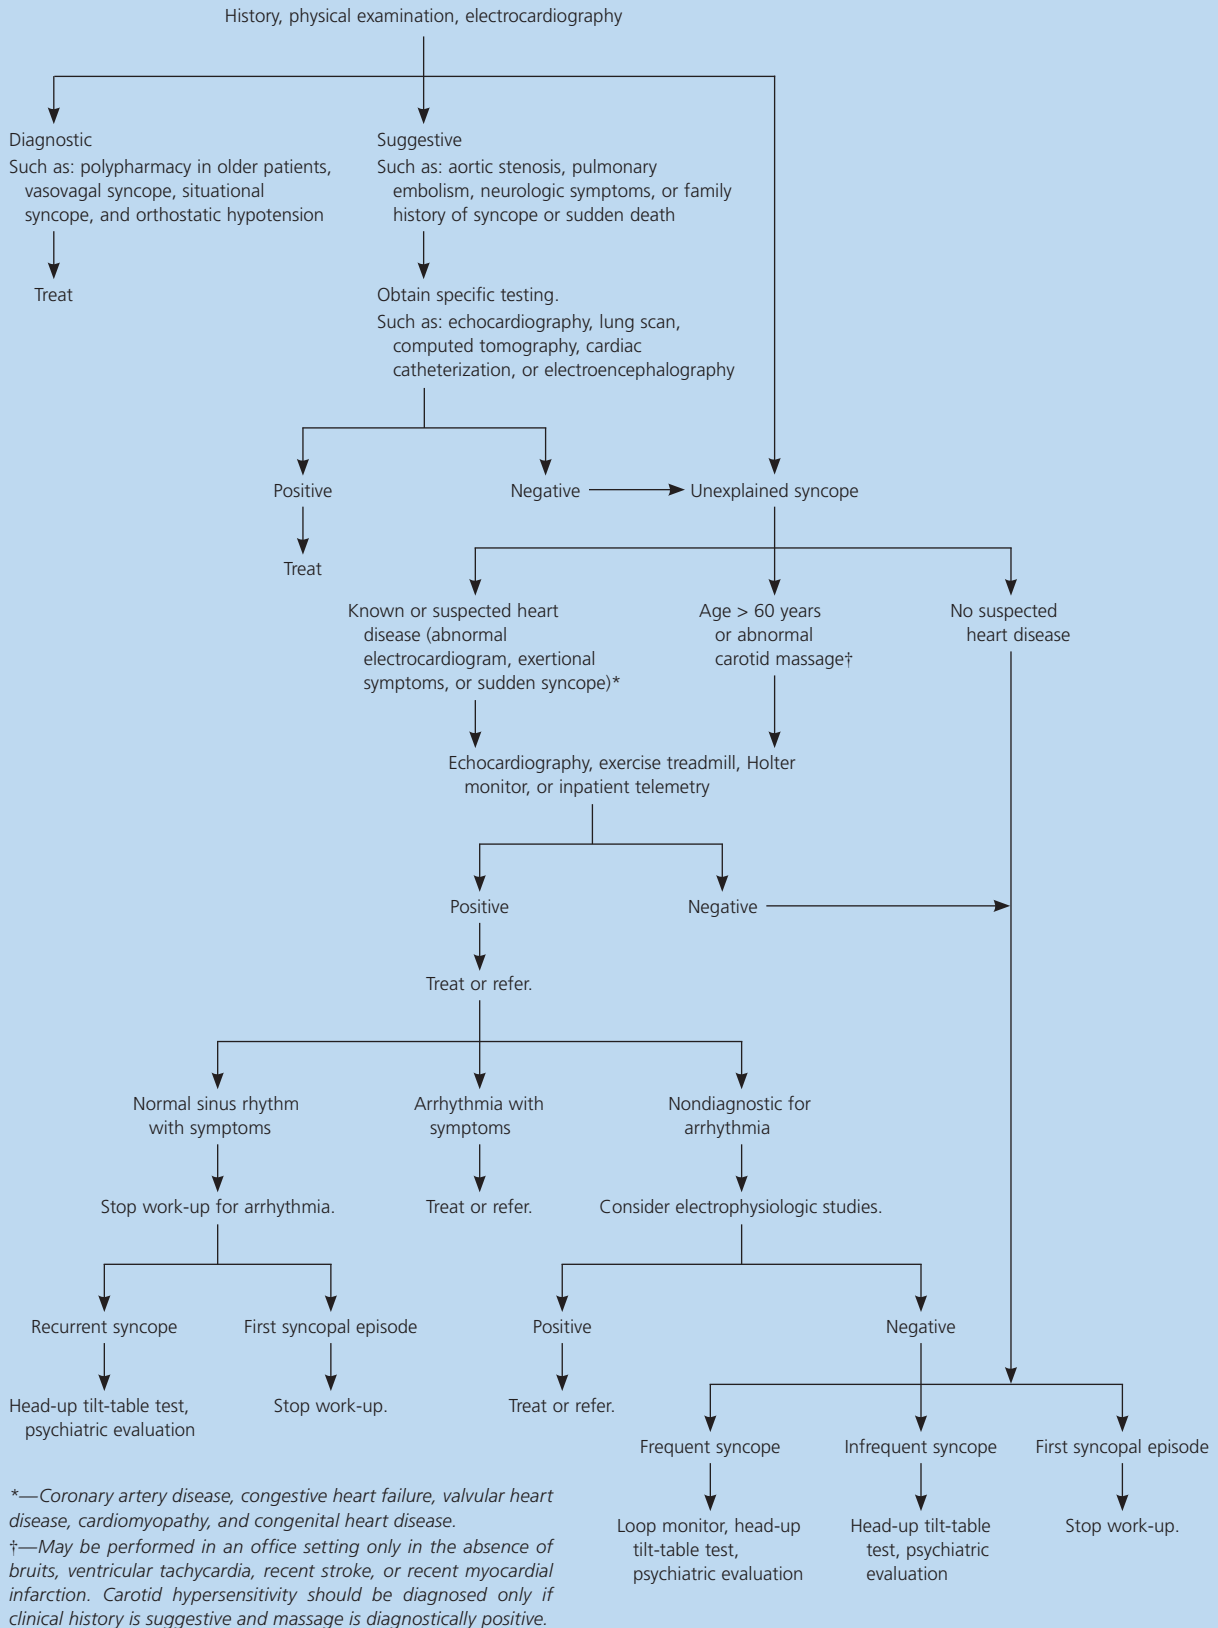 History, physical examination, electrocardiography
Diagnostic
Such as: polypharmacy in older patients,
vasovagal syncope, situational
syncope, and orthostatic hypotension
Suggestive
Such as: aortic stenosis, pulmonary
embolism, neurologic symptoms, or family
history of syncope or sudden death
Treat
Obtain specific testing.
Such as: echocardiography, lung scan,
computed tomography, cardiac
catheterization, or electroencephalography
Positive
Negative
Unexplained syncope
Treat
Known or suspected heart
disease (abnormal
electrocardiogram, exertional
symptoms, or sudden syncope)*
Age > 60 years
or abnormal
carotid massage†
No suspected
heart disease
Echocardiography, exercise treadmill, Holter
monitor, or inpatient telemetry
Positive
Negative
Treat or refer.
Normal sinus rhythm
with symptoms
Arrhythmia with
symptoms
Nondiagnostic for
arrhythmia
Stop work-up for arrhythmia.
Treat or refer.
Consider electrophysiologic studies.
Recurrent syncope
First syncopal episode
Positive
Negative
Head-up tilt-table test,
psychiatric evaluation
Stop work-up.
Treat or refer.
Frequent syncope
Infrequent syncope
First syncopal episode
Loop monitor, head-up
tilt-table test,
psychiatric evaluation
Head-up tilt-table
test, psychiatric
evaluation
Stop work-up.
*—Coronary artery disease, congestive heart failure, valvular heart
disease, cardiomyopathy, and congenital heart disease.
†—May be performed in an office setting only in the absence of
bruits, ventricular tachycardia, recent stroke, or recent myocardial
infarction. Carotid hypersensitivity should be diagnosed only if
clinical history is suggestive and massage is diagnostically positive.